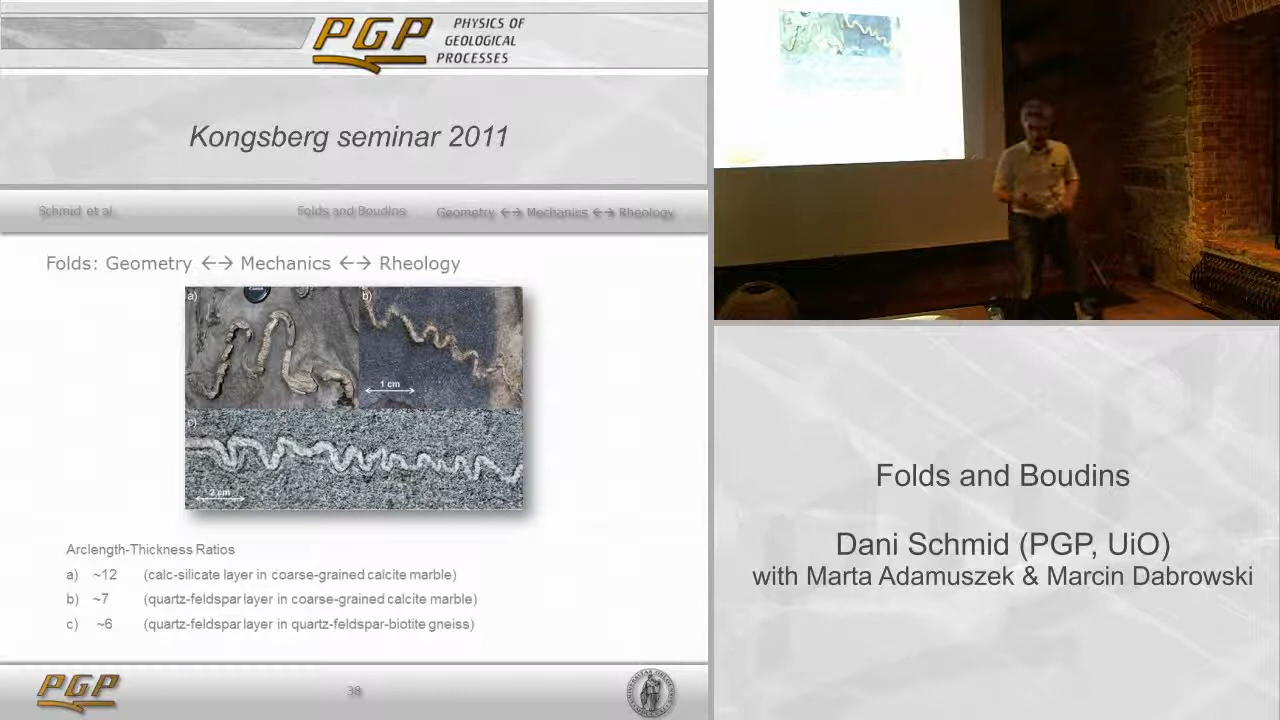 PGP
PHYSICS OF
GEOLOGICAL
PROCESSES
Kongsberg seminar 2011
Schmid et al
Folds and Boudins
Geometry ←→ Mechanics ←→ Rheology
Folds: Geometry ←→ Mechanics ←→ Rheology
a)
b)
1 cm
c)
2 cm
Arclength-Thickness Ratios
a) ~12 (calc-silicate layer in coarse-grained calcite marble)
b) ~7 (quartz-feldspar layer in coarse-grained calcite marble)
c) ~6 (quartz-feldspar layer in quartz-feldspar-biotite gneiss)
PGP
38
Folds and Boudins
Dani Schmid (PGP, UiO)
with Marta Adamuszek & Marcin Dabrowski